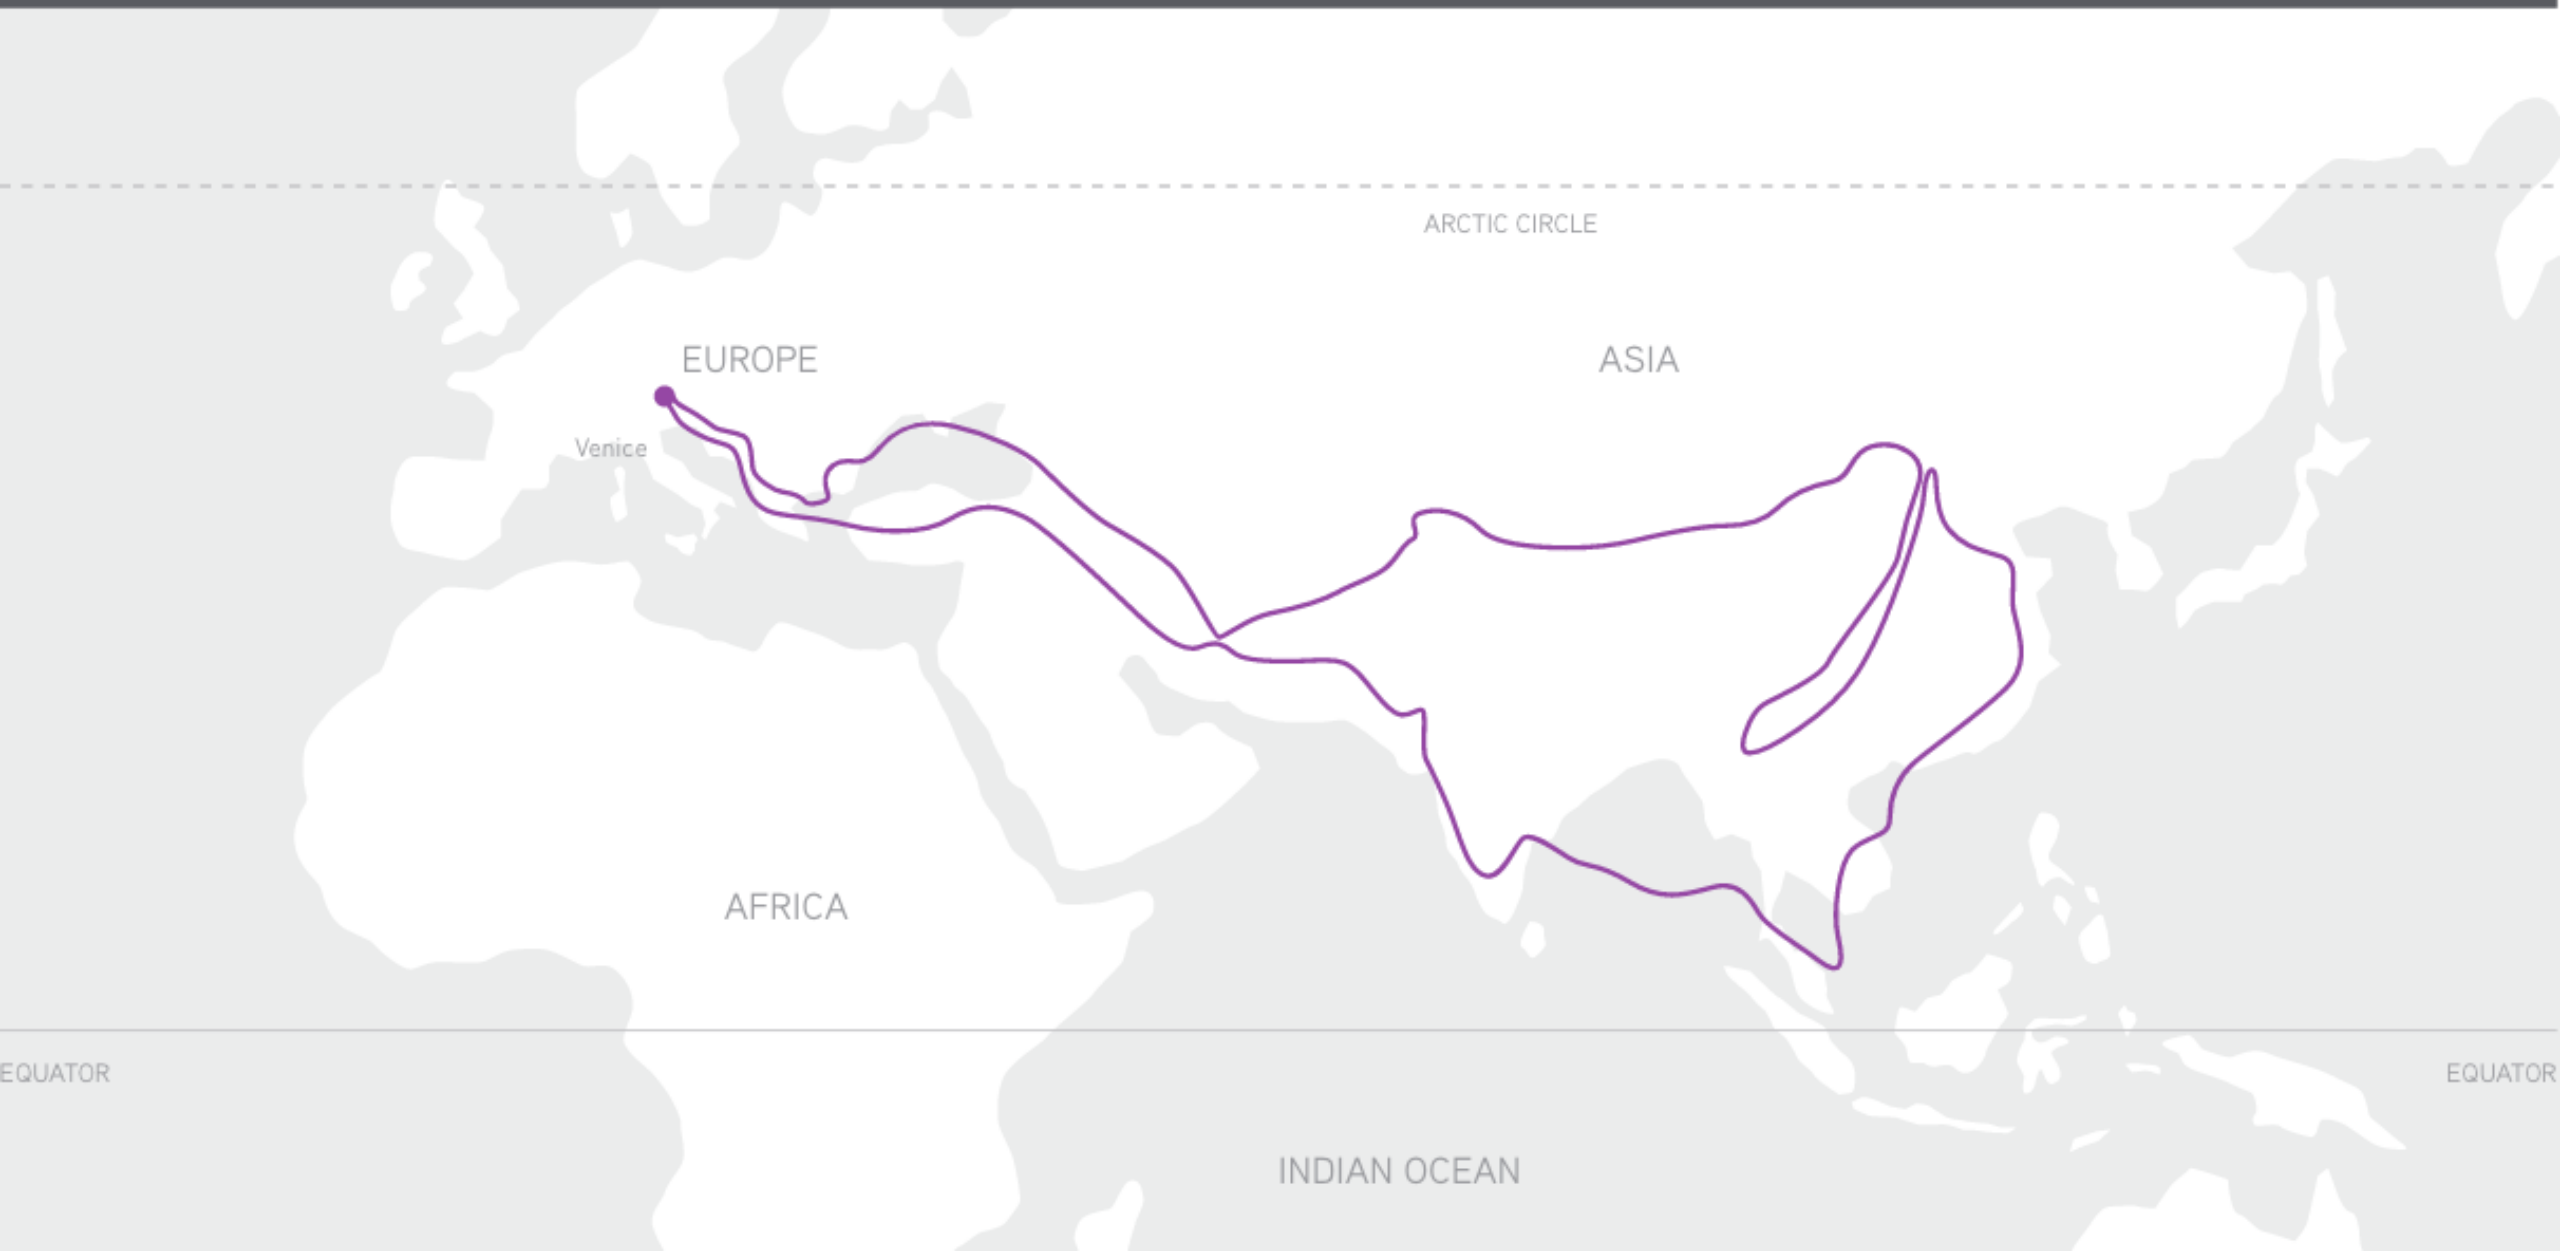 ARCTIC CIRCLE
EUROPE
ASIA
Venice
AFRICA
EQUATOR
EQUATOR
INDIAN OCEAN